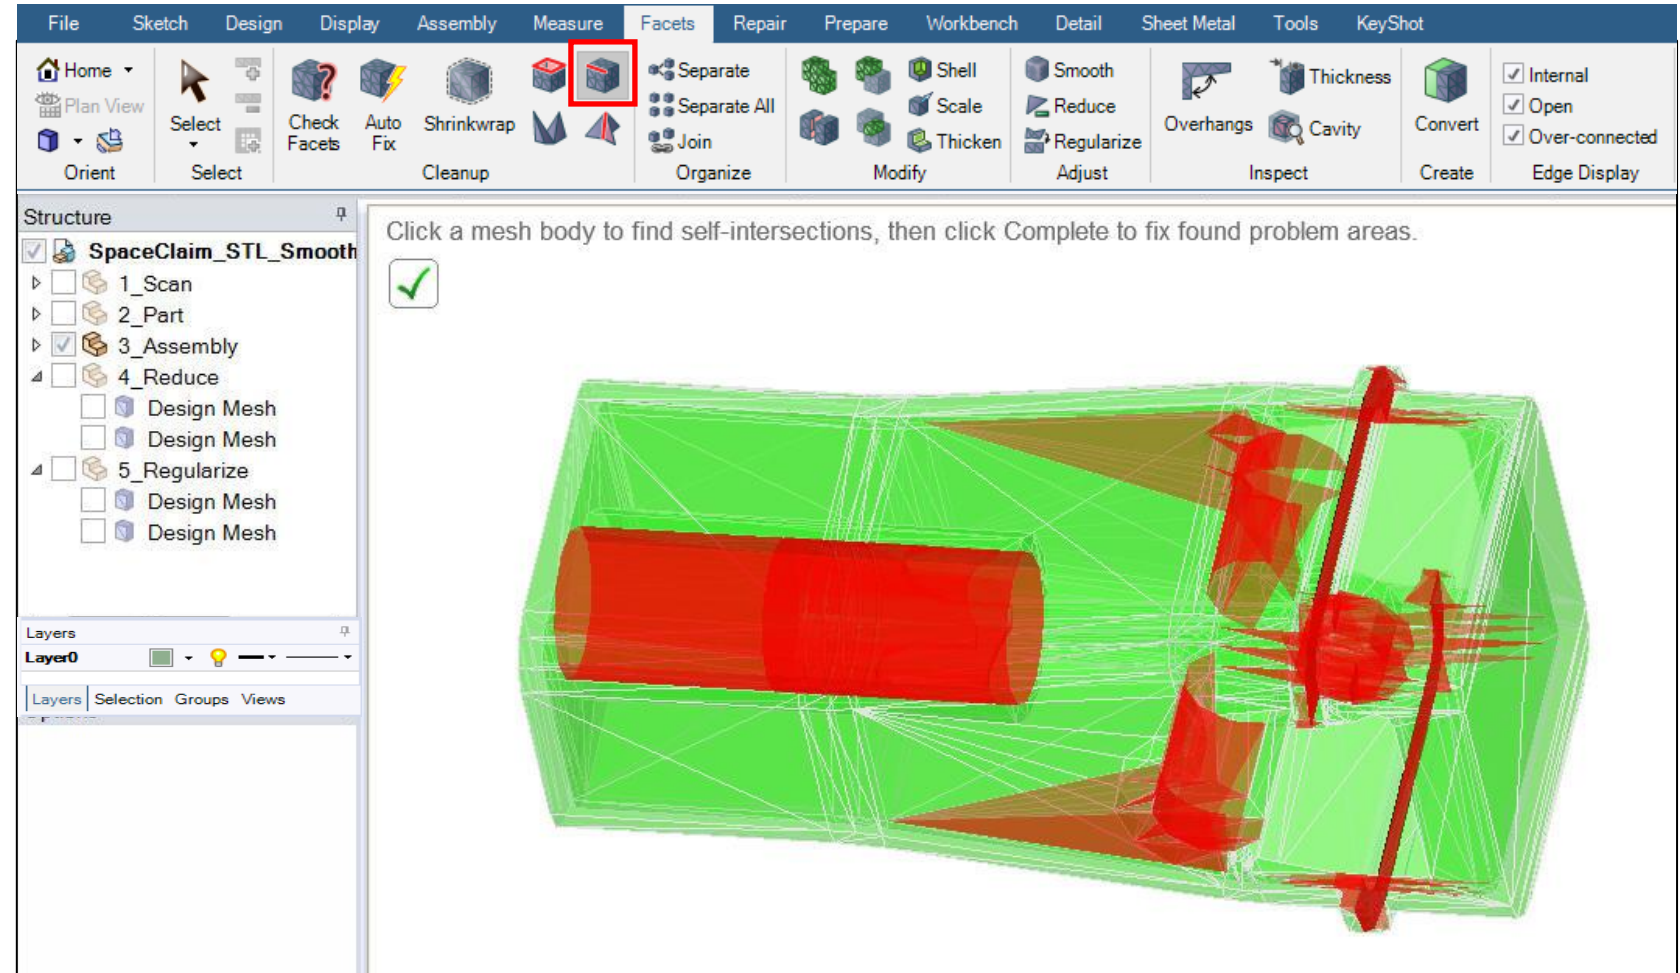 File Sketch Design Display Assembly Measure Facets Repair Prepare Workbench Detail Sheet Metal Tools KeyShot
Home
Plan View
Orient
Select
Select
Check
Facets
Auto
Fix
Shrinkwrap
Cleanup
Separate
Separate All
Join
Organize
Shell
Scale
Thicken
Modify
Smooth
Reduce
Regularize
Adjust
Overhangs
Thickness
Cavity
Inspect
Convert
Create
Internal
Open
Over-connected
Edge Display
Structure
SpaceClaim_STL_Smooth
1_Scan
2_Part
3_Assembly
4_Reduce
Design Mesh
Design Mesh
5_Regularize
Design Mesh
Design Mesh
Layers
Layer0
Layers Selection Groups Views
Click a mesh body to find self-intersections, then click Complete to fix found problem areas.